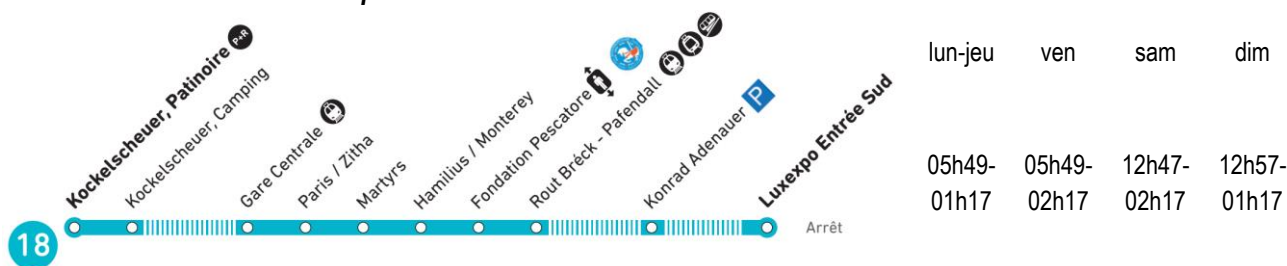 Kockelscheuer, Patinoire P+R
Kockelscheuer, Camping
Gare Centrale
Paris / Zitha
Martyrs
Hamilius / Monterey
Fondation Pescatore
Rout Bréck - Pafendall
Konrad Adenauer P
Luxexpo Entrée Sud
18
Arrêt
lun-jeu ven sam dim
05h49- 05h49- 12h47- 12h57-
01h17 02h17 02h17 01h17